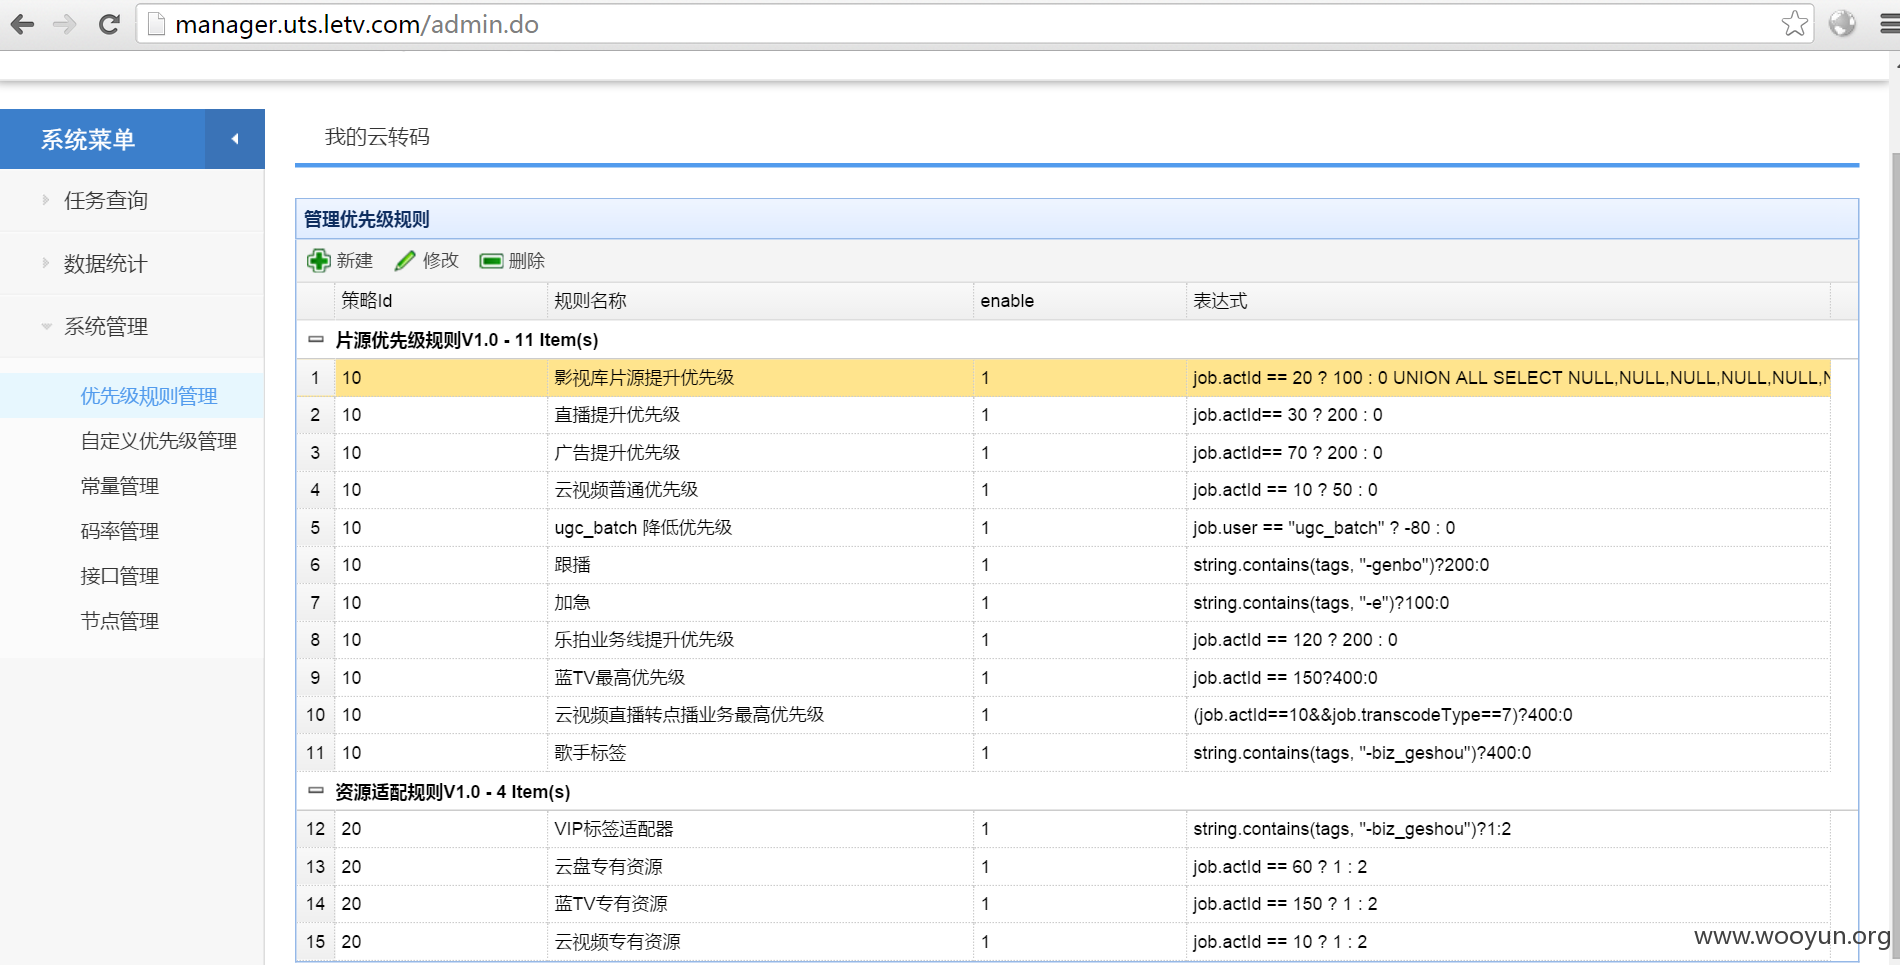 manager.uts.letv.com/admin.do
系统菜单
我的云转码
任务查询
数据统计
系统管理
优先级规则管理
自定义优先级管理
常量管理
码率管理
接口管理
节点管理
管理优先级规则
新建 修改 删除
策略Id 规则名称 enable 表达式
片源优先级规则V1.0 - 11 Item(s)
1 10 影视库片源提升优先级 1 job.actId == 20 ? 100 : 0 UNION ALL SELECT NULL,NULL,NULL,NULL,NULL,
2 10 直播提升优先级 1 job.actId== 30 ? 200 : 0
3 10 广告提升优先级 1 job.actId== 70 ? 200 : 0
4 10 云视频普通优先级 1 job.actId == 10 ? 50 : 0
5 10 ugc_batch 降低优先级 1 job.user == "ugc_batch" ? -80 : 0
6 10 跟播 1 string.contains(tags, "-genbo")?200:0
7 10 加急 1 string.contains(tags, "-e")?100:0
8 10 乐拍业务线提升优先级 1 job.actId == 120 ? 200 : 0
9 10 蓝TV最高优先级 1 job.actId == 150?400:0
10 10 云视频直播转点播业务最高优先级 1 (job.actId==10&&job.transcodeType==7)?400:0
11 10 歌手标签 1 string.contains(tags, "-biz_geshou")?400:0
资源适配规则V1.0 - 4 Item(s)
12 20 VIP标签适配器 1 string.contains(tags, "-biz_geshou")?1:2
13 20 云盘专有资源 1 job.actId == 60 ? 1 : 2
14 20 蓝TV专有资源 1 job.actId == 150 ? 1 : 2
15 20 云视频专有资源 1 job.actId == 10 ? 1 : 2
www.wooyun.org